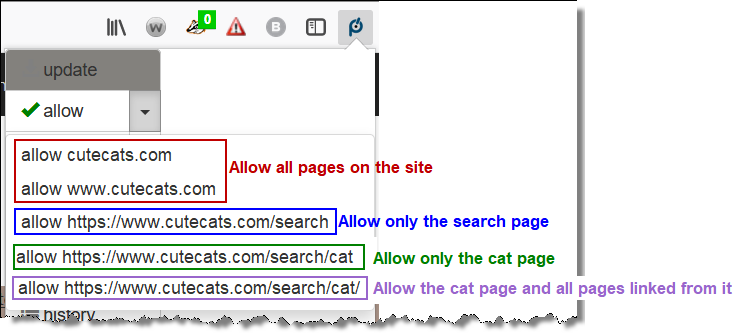 0
W
B
update
allow
allow cutecats.com
Allow all pages on the site
allow www.cutecats.com
allow https://www.cutecats.com/search Allow only the search page
allow https://www.cutecats.com/search/cat Allow only the cat page
allow https://www.cutecats.com/search/cat/ Allow the cat page and all pages linked from it
history